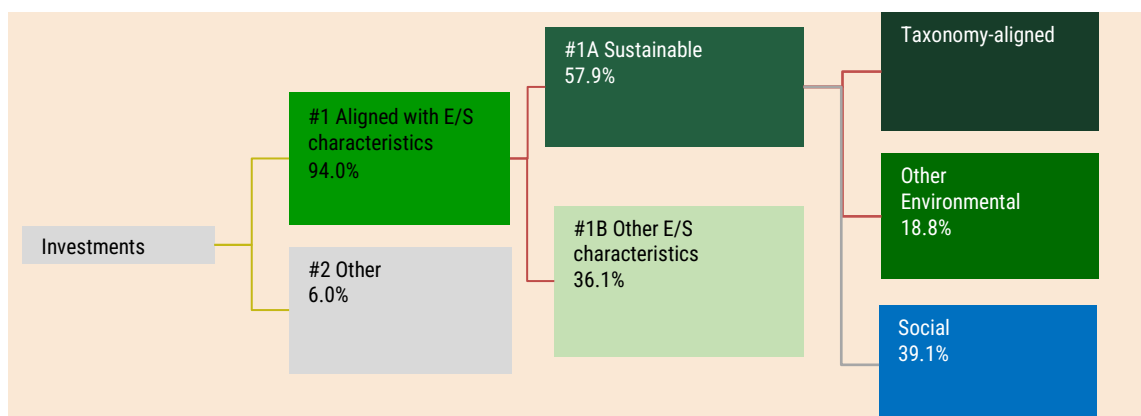 Investments
#1 Aligned with E/S
characteristics
94.0%
#2 Other
6.0%
#1A Sustainable
57.9%
#1B Other E/S
characteristics
36.1%
Taxonomy-aligned
Other
Environmental
18.8%
Social
39.1%